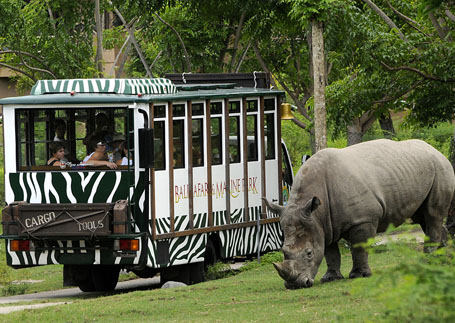 BALI SAFARI & MARINE PARK
CARGO TOOLS